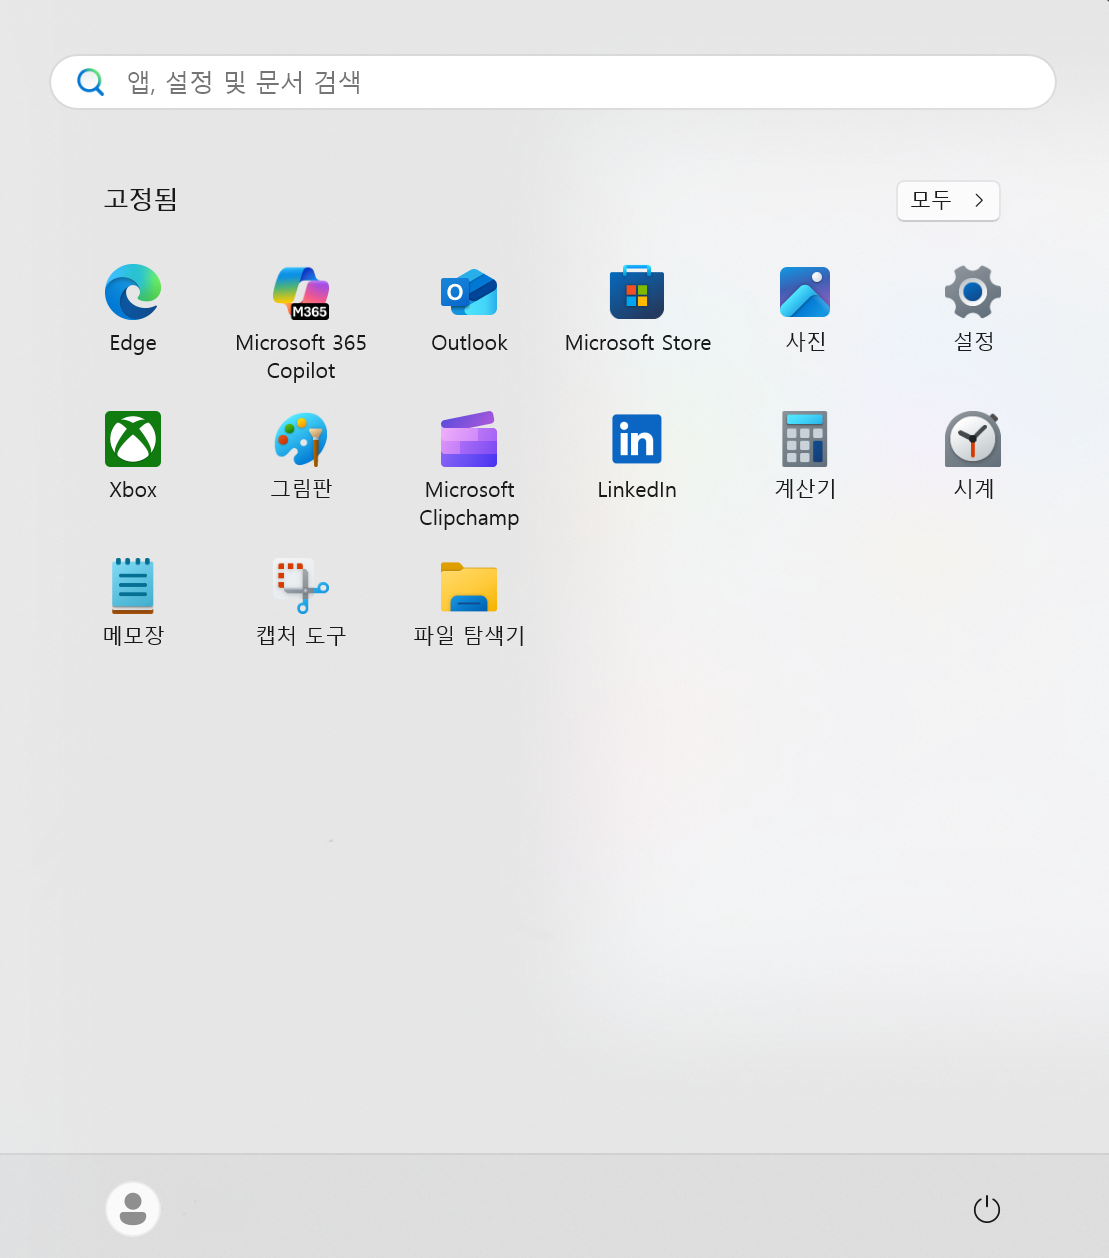 앱, 설정 및 문서 검색
고정됨
모두
Edge
M365
Microsoft 365
Copilot
O
Outlook
Microsoft Store
사진
설정
Xbox
그림판
Microsoft
Clipchamp
in
LinkedIn
계산기
시계
메모장
캡처 도구
파일 탐색기